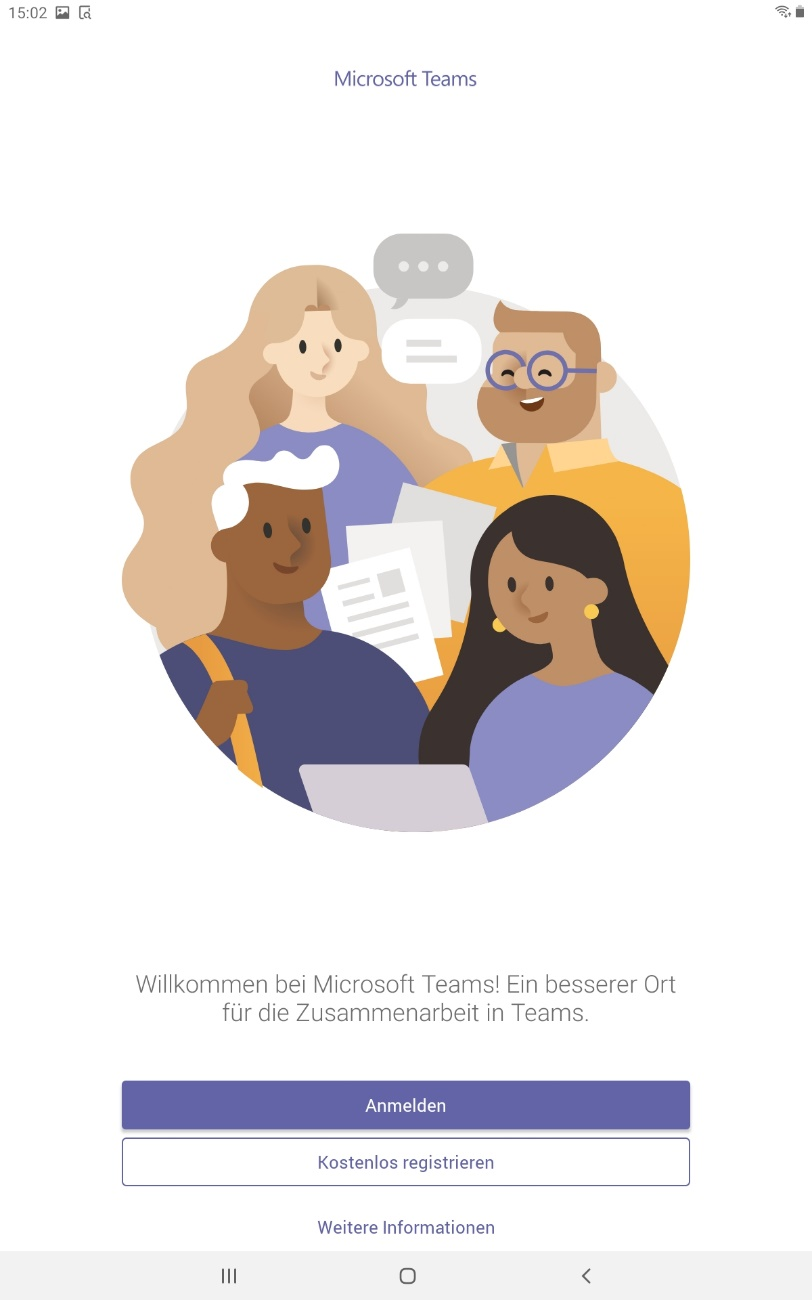 15:02
Microsoft Teams
Willkommen bei Microsoft Teams! Ein besserer Ort
für die Zusammenarbeit in Teams.
Anmelden
Kostenlos registrieren
Weitere Informationen